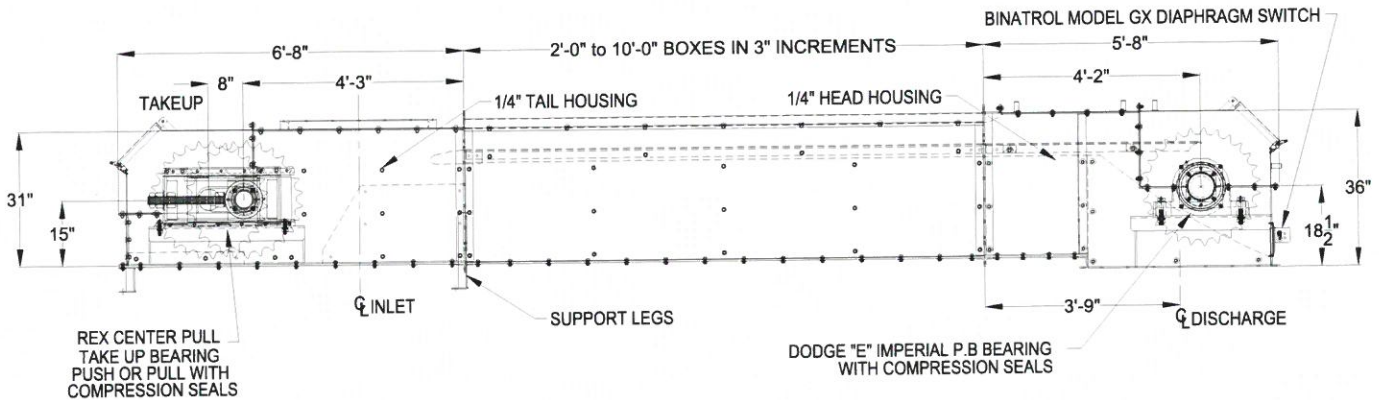 BINATROL MODEL GX DIAPHRAGM SWITCH
6'-8"
2'-0" to 10'-0" BOXES IN 3" INCREMENTS
5'-8"
8"
4'-3"
4'-2"
TAKEUP
1/4" TAIL HOUSING
1/4" HEAD HOUSING
31"
15"
36"
18 1/2"
℄ INLET
SUPPORT LEGS
3'-9"
℄ DISCHARGE
REX CENTER PULL
TAKE UP BEARING
PUSH OR PULL WITH
COMPRESSION SEALS
DODGE "E" IMPERIAL P.B BEARING
WITH COMPRESSION SEALS